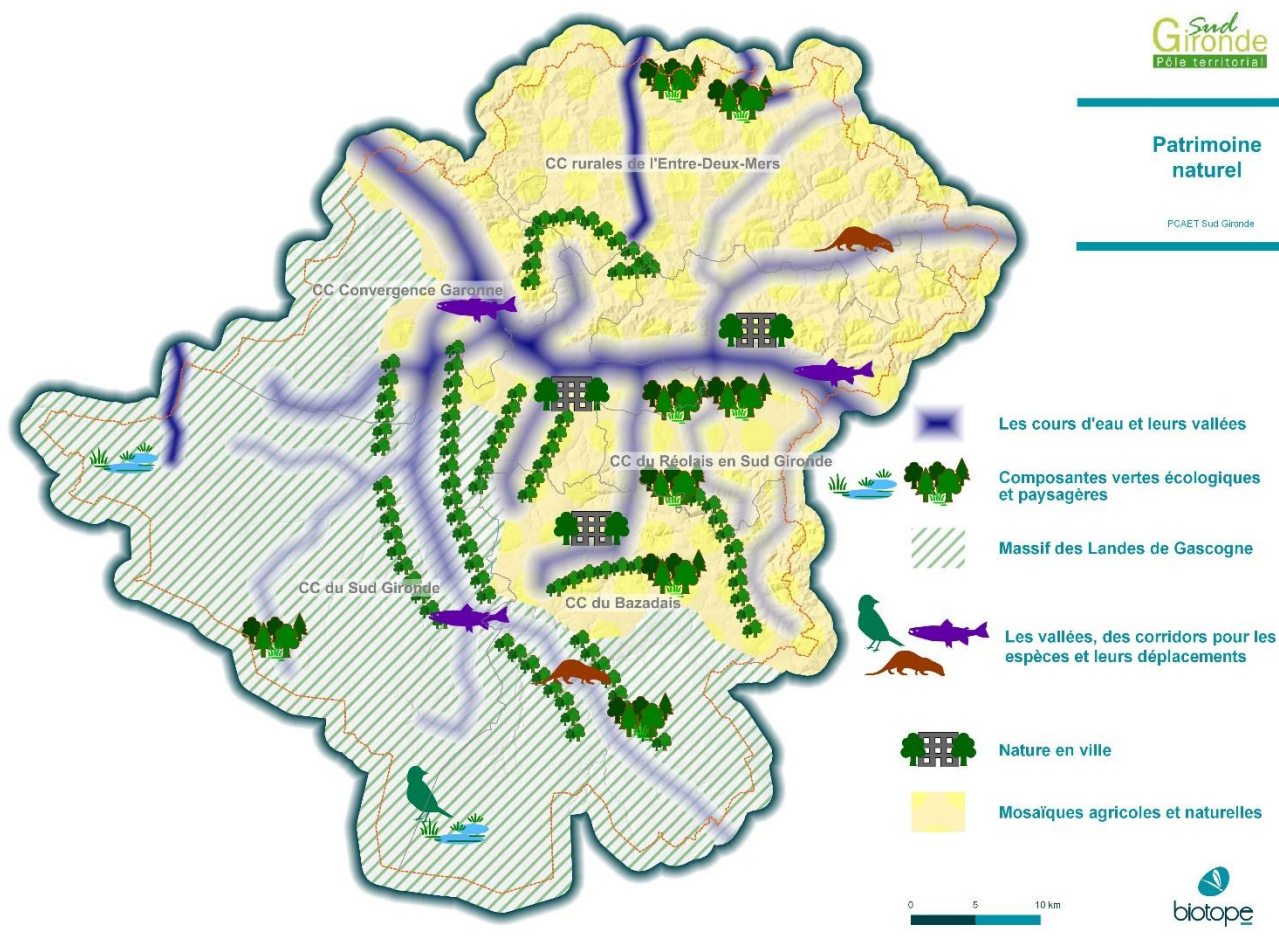 Sud
Gironde
Pôle territorial
Patrimoine
naturel
PCAET Sud Gironde
CC rurales de l'Entre-Deux-Mers
CC Convergence Garonne
CC du Réolais en Sud Gironde
CC du Sud Gironde
CC du Bazadais
Les cours d'eau et leurs vallées
Composantes vertes écologiques
et paysagères
Massif des Landes de Gascogne
Les vallées, des corridors pour les
espèces et leurs déplacements
Nature en ville
Mosaïques agricoles et naturelles
0 5 10 km
biotope